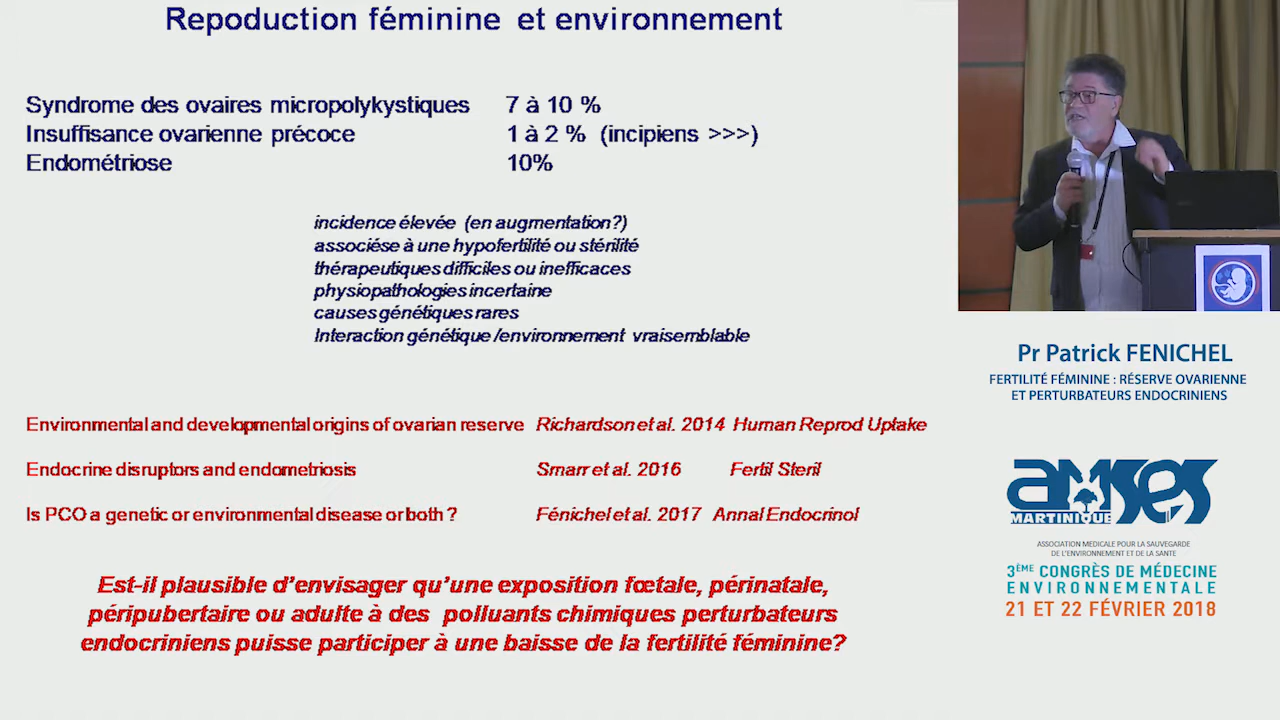 Repoduction féminine et environnement
Syndrome des ovaires micropolykystiques 7 à 10 %
Insuffisance ovarienne précoce 1 à 2 % (incipiens >>>)
Endométriose 10%
incidence élevée (en augmentation?)
associése à une hypofertilité ou stérilité
thérapeutiques difficiles ou inefficaces
physiopathologies incertaine
causes génétiques rares
Interaction génétique /environnement vraisemblable
Environmental and developmental origins of ovarian reserve Richardson et al. 2014 Human Reprod Uptake
Endocrine disruptors and endometriosis Smarr et al. 2016 Fertil Steril
Is PCO a genetic or environmental disease or both ? Fénichel et al. 2017 Annal Endocrinol
Est-il plausible d'envisager qu'une exposition fœtale, périnatale,
péripubertaire ou adulte à des polluants chimiques perturbateurs
endocriniens puisse participer à une baisse de la fertilité féminine?
Pr Patrick FENICHEL
FERTILITÉ FÉMININE : RÉSERVE OVARIENNE
ET PERTURBATEURS ENDOCRINIENS
amses
MARTINIQUE
ASSOCIATION MEDICALE POUR LA SAUVEGARDE
DE L'ENVIRONNEMENT ET DE LA SANTE
3ÈME CONGRÈS DE MÉDECINE
ENVIRONNEMENTALE
21 ET 22 FÉVRIER 2018